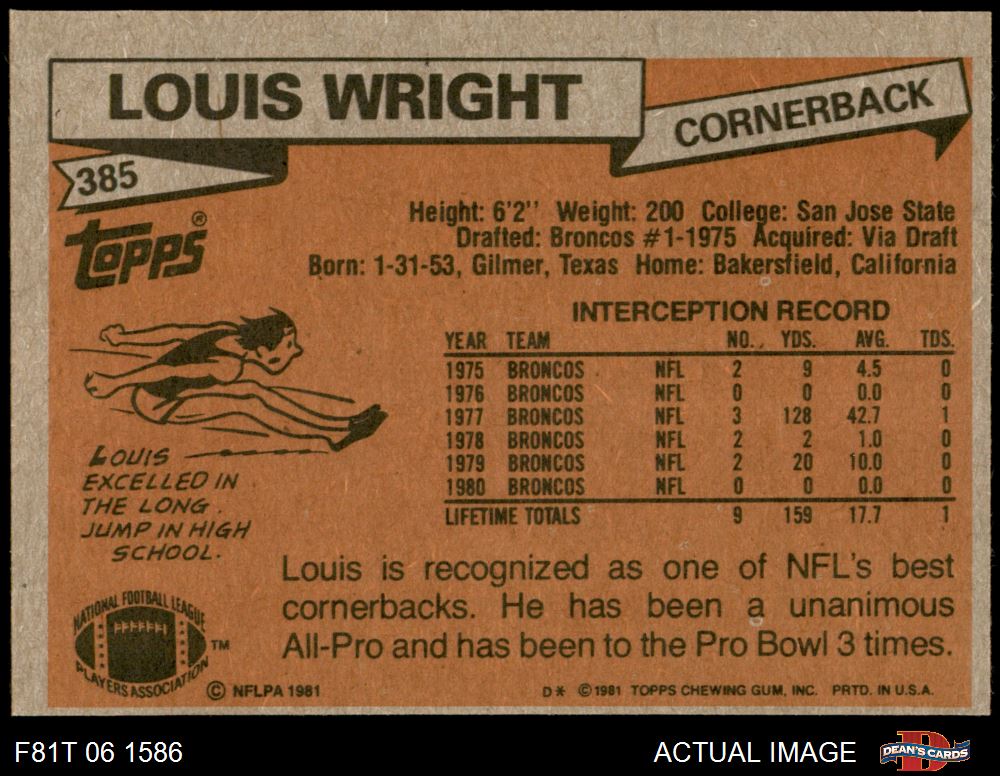 LOUIS WRIGHT
CORNERBACK
385
TOPPS ®
Height: 6'2'' Weight: 200 College: San Jose State
Drafted: Broncos #1-1975 Acquired: Via Draft
Born: 1-31-53, Gilmer, Texas Home: Bakersfield, California
INTERCEPTION RECORD
YEAR TEAM NO. YDS. AVG. TDS.
1975 BRONCOS NFL 2 9 4.5 0
1976 BRONCOS NFL 0 0 0.0 0
1977 BRONCOS NFL 3 128 42.7 1
1978 BRONCOS NFL 2 2 1.0 0
1979 BRONCOS NFL 2 20 10.0 0
1980 BRONCOS NFL 0 0 0.0 0
LIFETIME TOTALS 9 159 17.7 1
LOUIS
EXCELLED IN
THE LONG
JUMP IN HIGH
SCHOOL.
Louis is recognized as one of NFL's best
cornerbacks. He has been a unanimous
All-Pro and has been to the Pro Bowl 3 times.
NATIONAL FOOTBALL LEAGUE
PLAYERS ASSOCIATION
TM
© NFLPA 1981
D* © 1981 TOPPS CHEWING GUM, INC. PRTD. IN U.S.A.
F81T 06 1586
ACTUAL IMAGE
D
DEAN'S CARDS